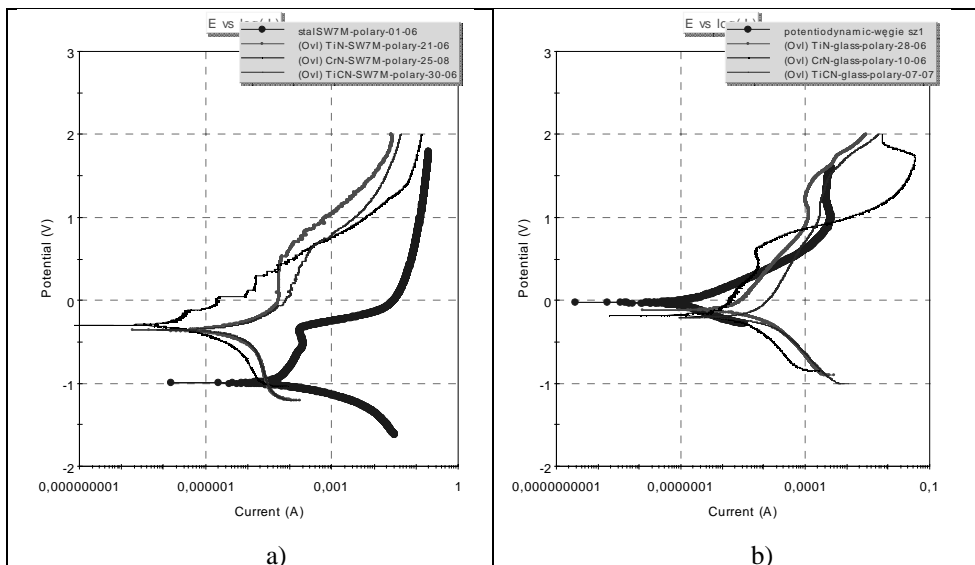 E vs log(
stalSW7M-polary-01-06
(Ovl) TiN-SW7M-polary-21-06
(Ovl) CrN-SW7M-polary-25-08
(Ovl) TiCN-SW7M-polary-30-06
3
2
1
0
-1
-2
Potential (V)
0,000000001
0,000001
0,001
1
Current (A)
a)
E vs log(
potentiodynamic-węgie sz1
(Ovl) TiN-glass-polary-28-06
(Ovl) CrN-glass-polary-10-06
(Ovl) TiCN-glass-polary-07-07
3
2
1
0
-1
-2
Potential (V)
0,0000000001
0,0000001
0,0001
0,1
Current (A)
b)